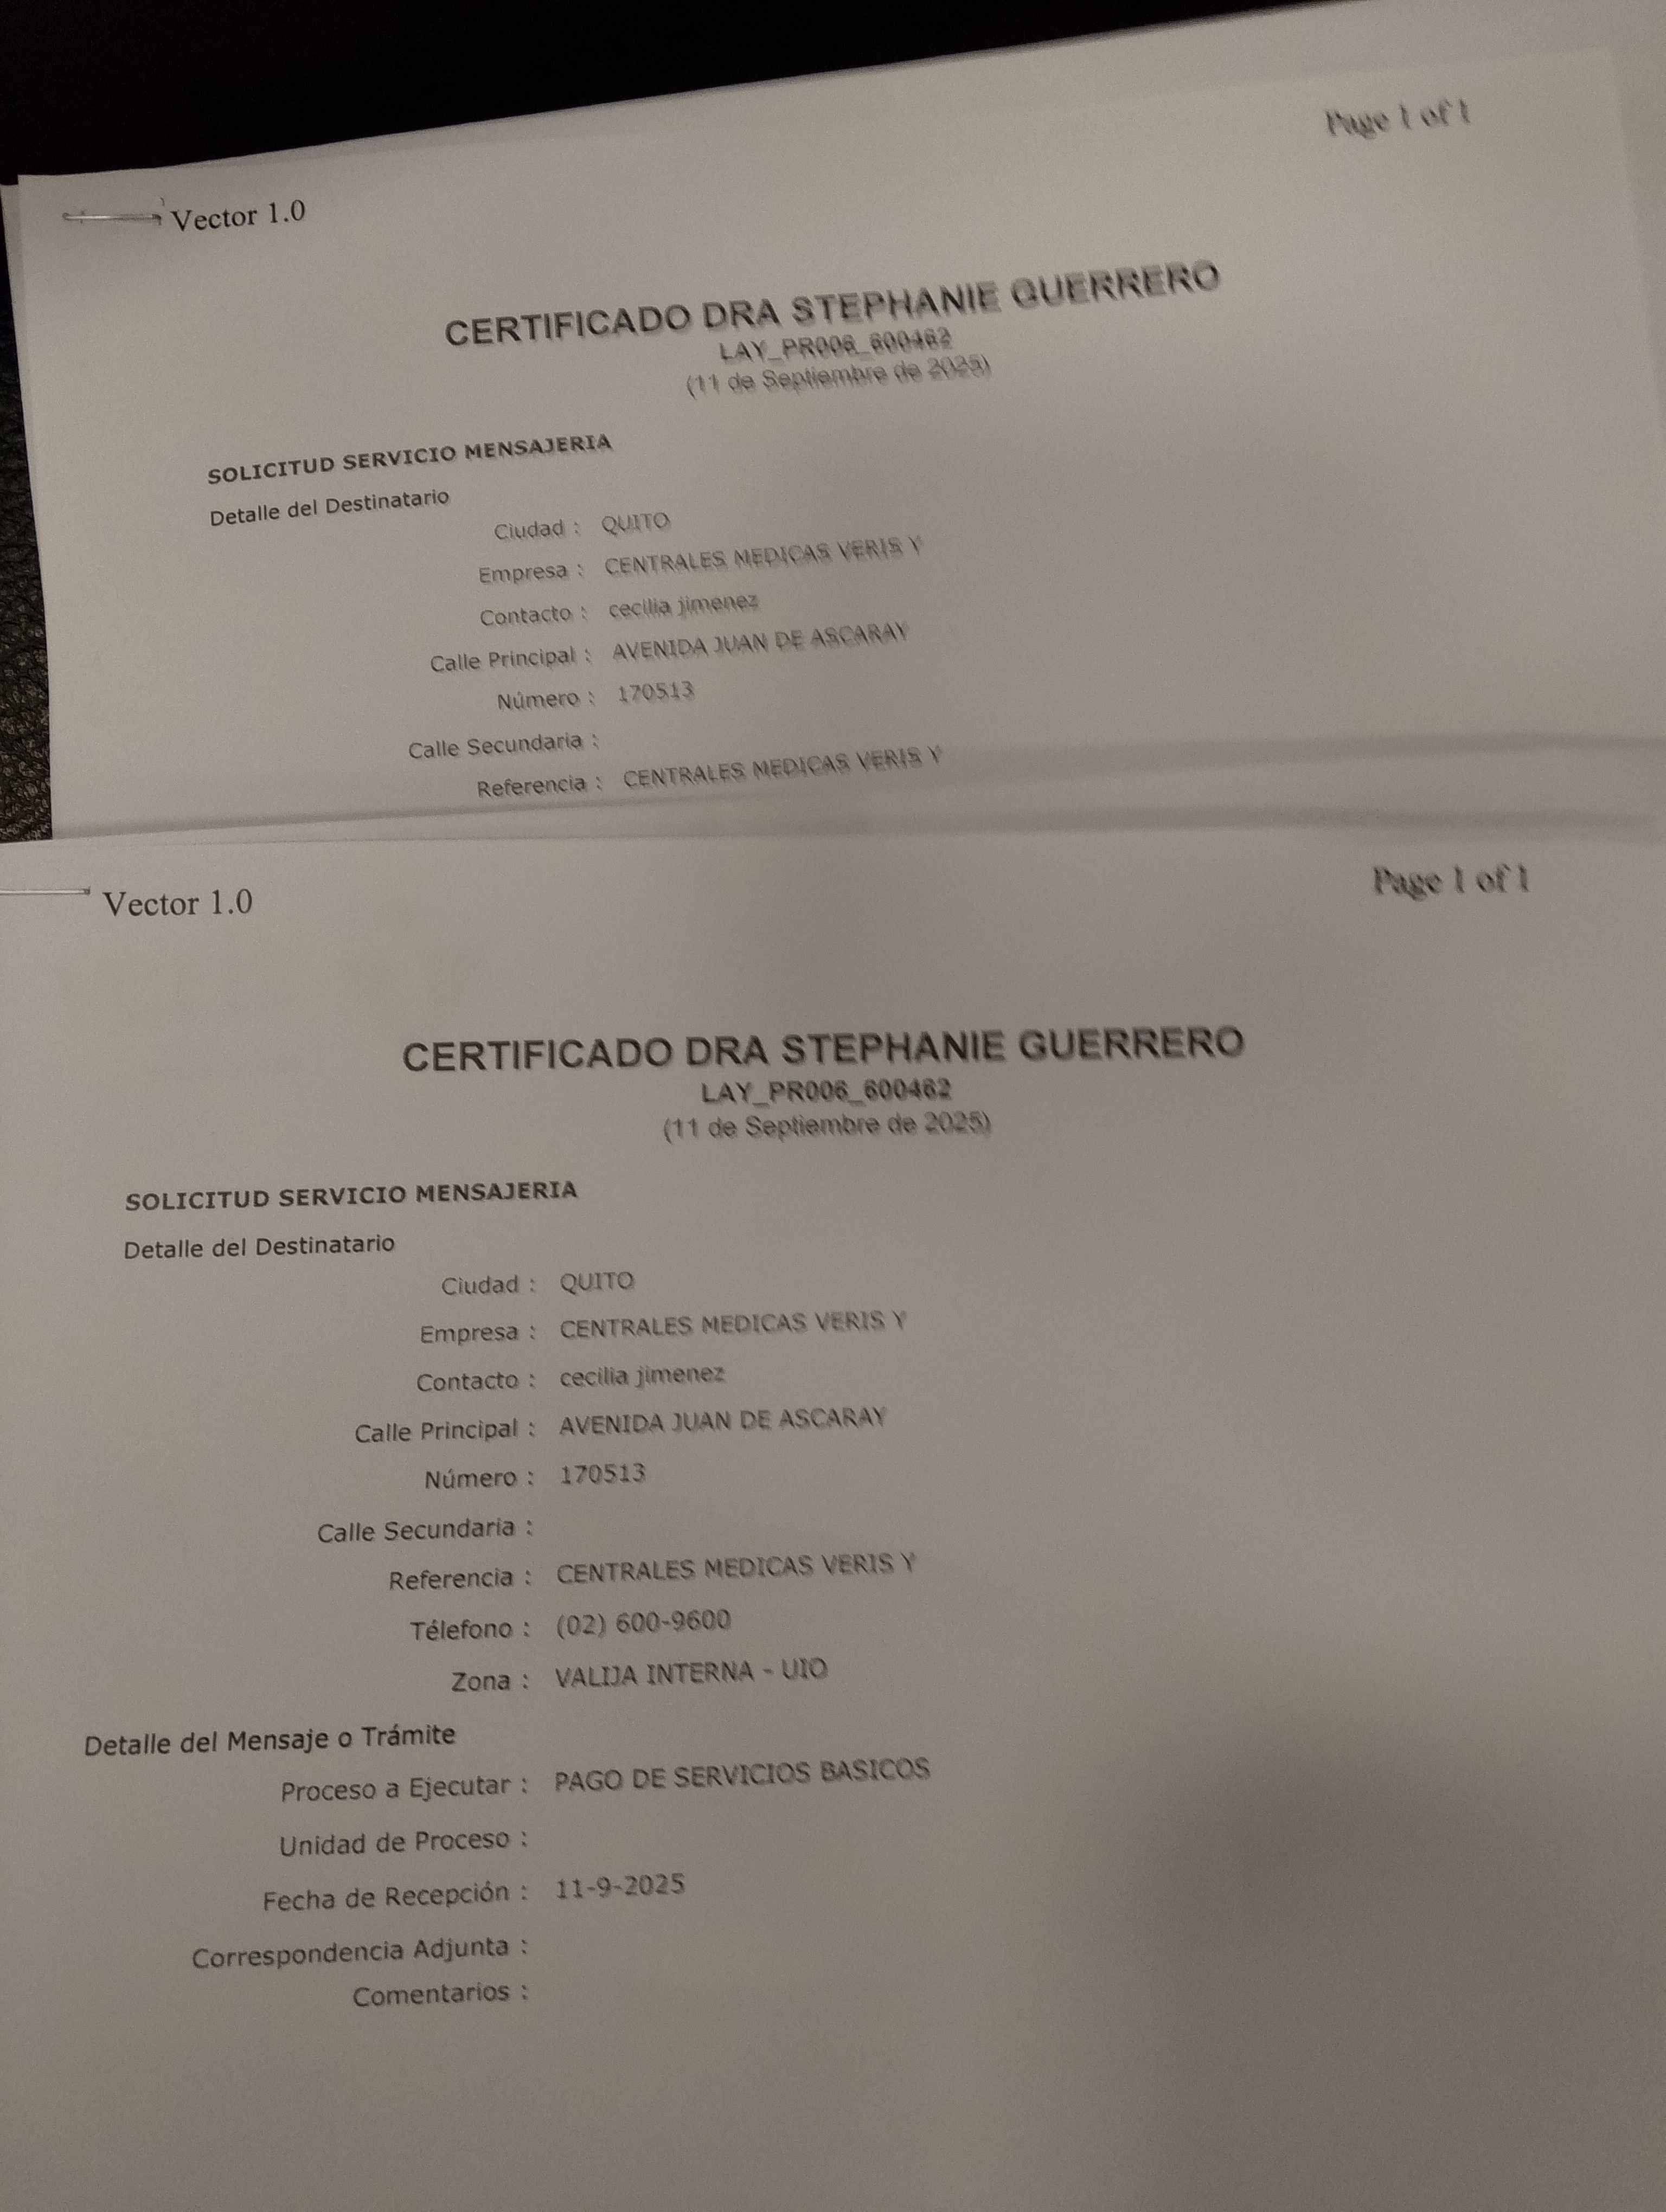 Page 1 of 1
Vector 1.0
CERTIFICADO DRA STEPHANIE GUERRERO
LAY_PR006_600462
(11 de Septiembre de 2025)
SOLICITUD SERVICIO MENSAJERIA
Detalle del Destinatario
Ciudad : QUITO
Empresa : CENTRALES MEDICAS VERIS Y
Contacto : cecilia jimenez
Calle Principal : AVENIDA JUAN DE ASCARAY
Número : 170513
Calle Secundaria :
Referencia : CENTRALES MEDICAS VERIS Y
Vector 1.0 Page 1 of 1
CERTIFICADO DRA STEPHANIE GUERRERO
LAY_PR006_600462
(11 de Septiembre de 2025)
SOLICITUD SERVICIO MENSAJERIA
Detalle del Destinatario
Ciudad : QUITO
Empresa : CENTRALES MEDICAS VERIS Y
Contacto : cecilia jimenez
Calle Principal : AVENIDA JUAN DE ASCARAY
Número : 170513
Calle Secundaria :
Referencia : CENTRALES MEDICAS VERIS Y
Télefono : (02) 600-9600
Zona : VALIJA INTERNA - UIO
Detalle del Mensaje o Trámite
Proceso a Ejecutar : PAGO DE SERVICIOS BASICOS
Unidad de Proceso :
Fecha de Recepción : 11-9-2025
Correspondencia Adjunta :
Comentarios :